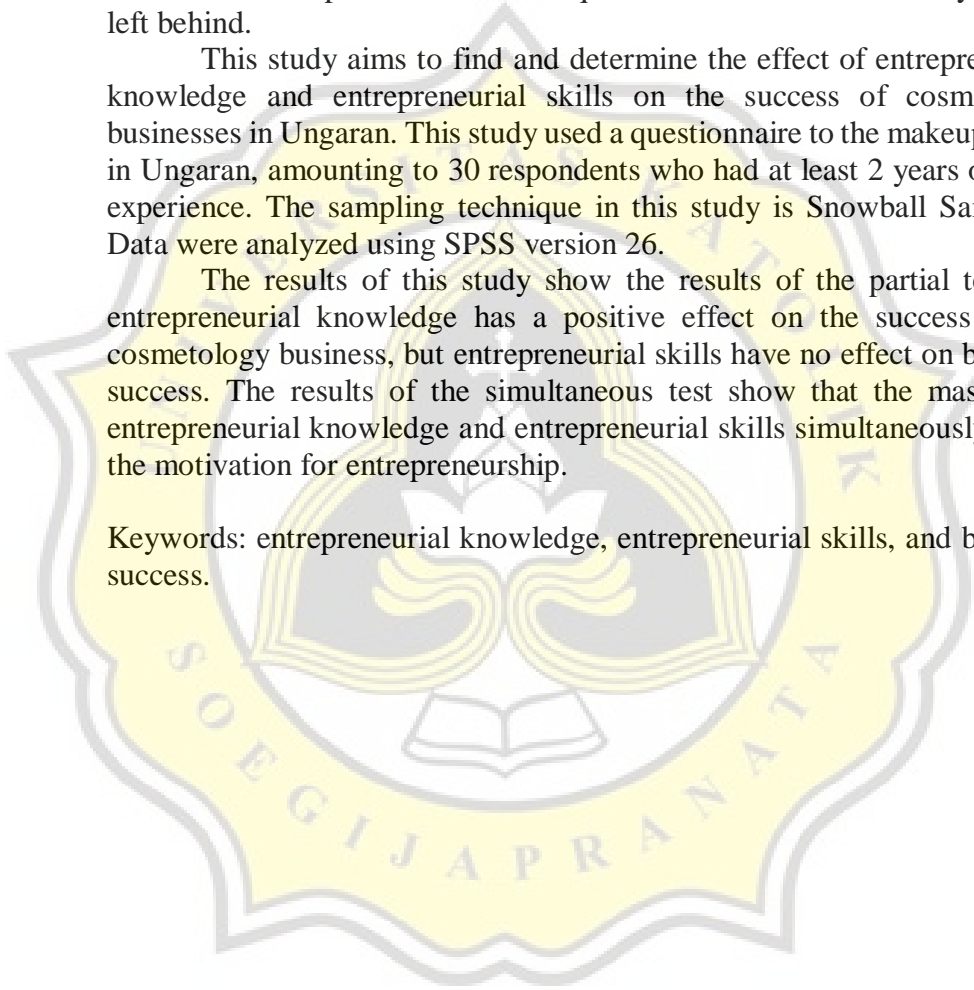 left behind.
This study aims to find and determine the effect of entrepre
knowledge and entrepreneurial skills on the success of cosm
businesses in Ungaran. This study used a questionnaire to the makeup
in Ungaran, amounting to 30 respondents who had at least 2 years o
experience. The sampling technique in this study is Snowball Sa
Data were analyzed using SPSS version 26.
The results of this study show the results of the partial te
entrepreneurial knowledge has a positive effect on the success
cosmetology business, but entrepreneurial skills have no effect on b
success. The results of the simultaneous test show that the mas
entrepreneurial knowledge and entrepreneurial skills simultaneously
the motivation for entrepreneurship.
Keywords: entrepreneurial knowledge, entrepreneurial skills, and b
success.
UNIVERSITAS KATOLIK
SOEGIJAPRANATA